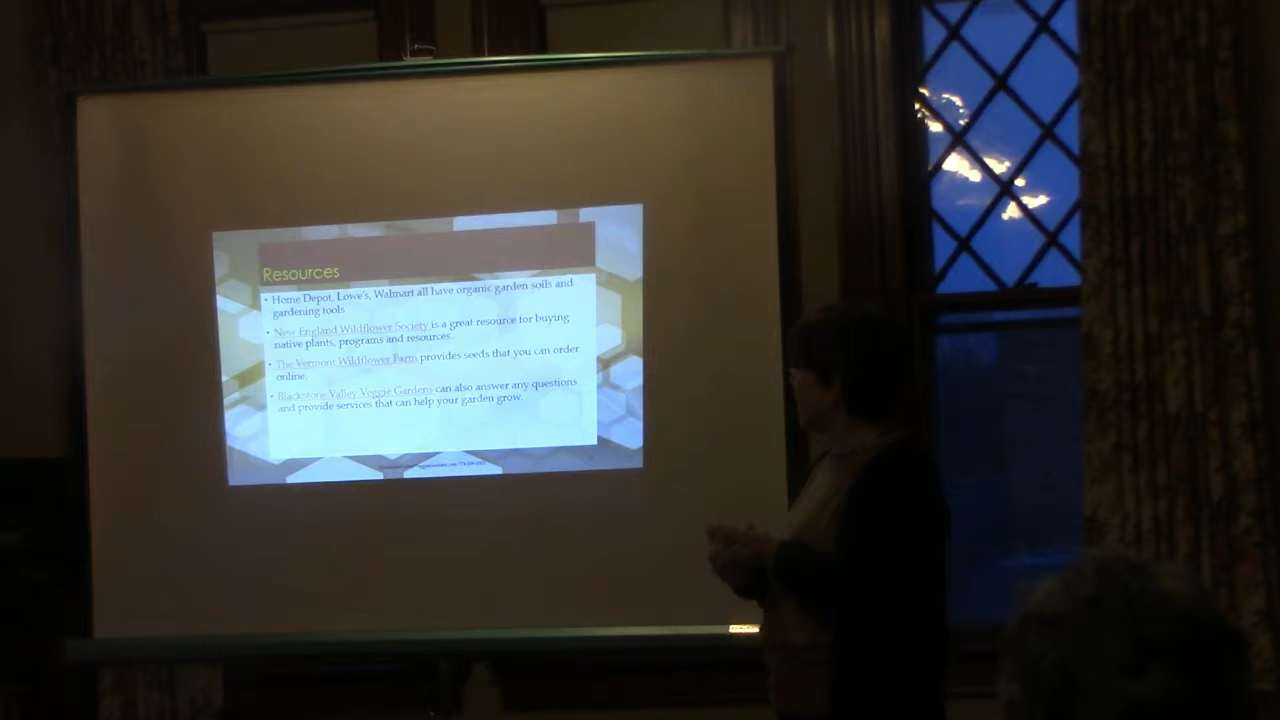 Resources
• Home Depot, Lowe's, Walmart all have organic garden soils and
gardening tools
• New England Wildflower Society is a great resource for buying
native plants, programs and resources.
• The Vermont Wildflower Farm provides seeds that you can order
online.
• Blackstone Valley Veggie Gardens can also answer any questions
and provide services that can help your garden grow.